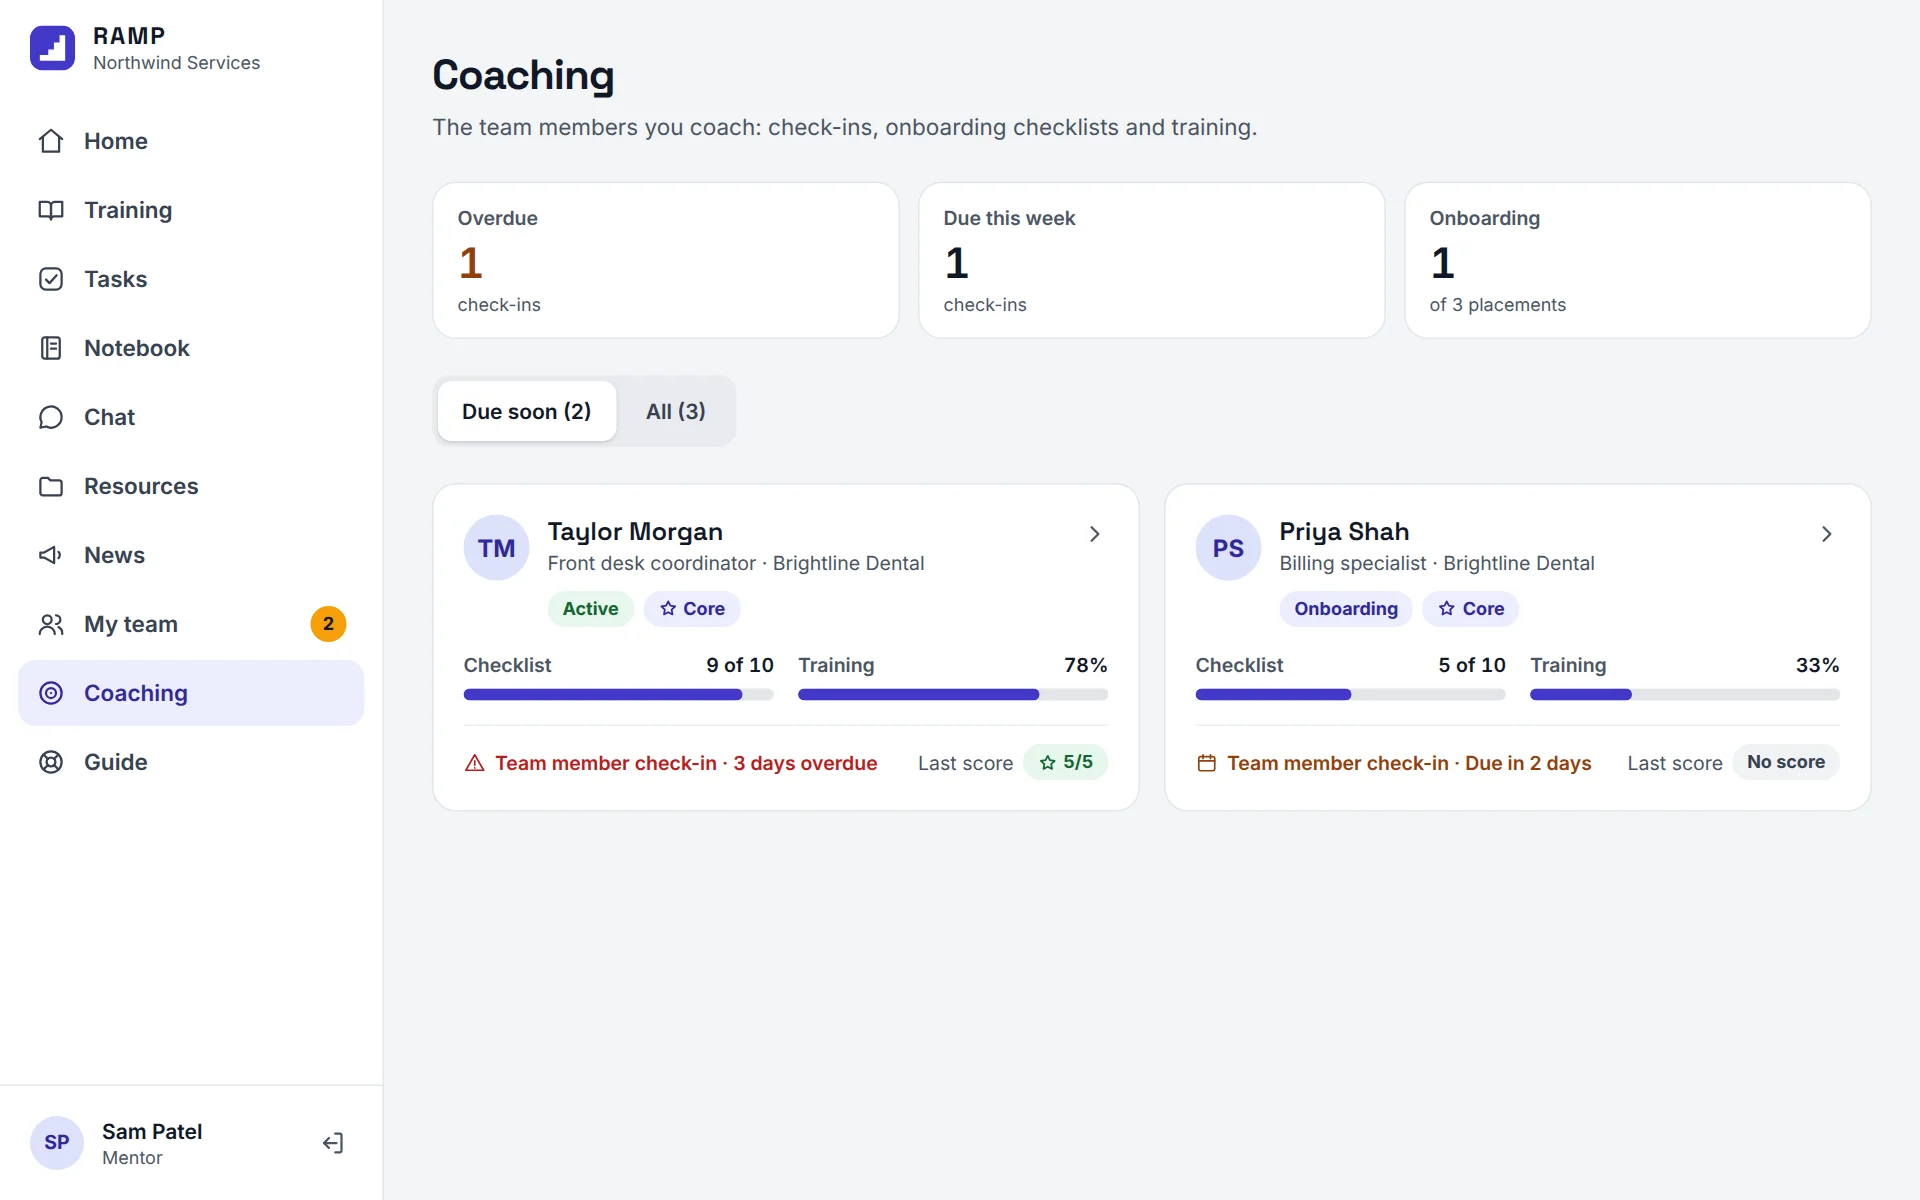 RAMP
Northwind Services
Home
Training
Tasks
Notebook
Chat
Resources
News
My team 2
Coaching
Guide
SP
Sam Patel
Mentor
Coaching
The team members you coach: check-ins, onboarding checklists and training.
Overdue
1
check-ins
Due this week
1
check-ins
Onboarding
1
of 3 placements
Due soon (2) All (3)
TM
Taylor Morgan
Front desk coordinator · Brightline Dental
Active Core
Checklist 9 of 10 Training 78%
Team member check-in · 3 days overdue Last score 5/5
PS
Priya Shah
Billing specialist · Brightline Dental
Onboarding Core
Checklist 5 of 10 Training 33%
Team member check-in · Due in 2 days Last score No score